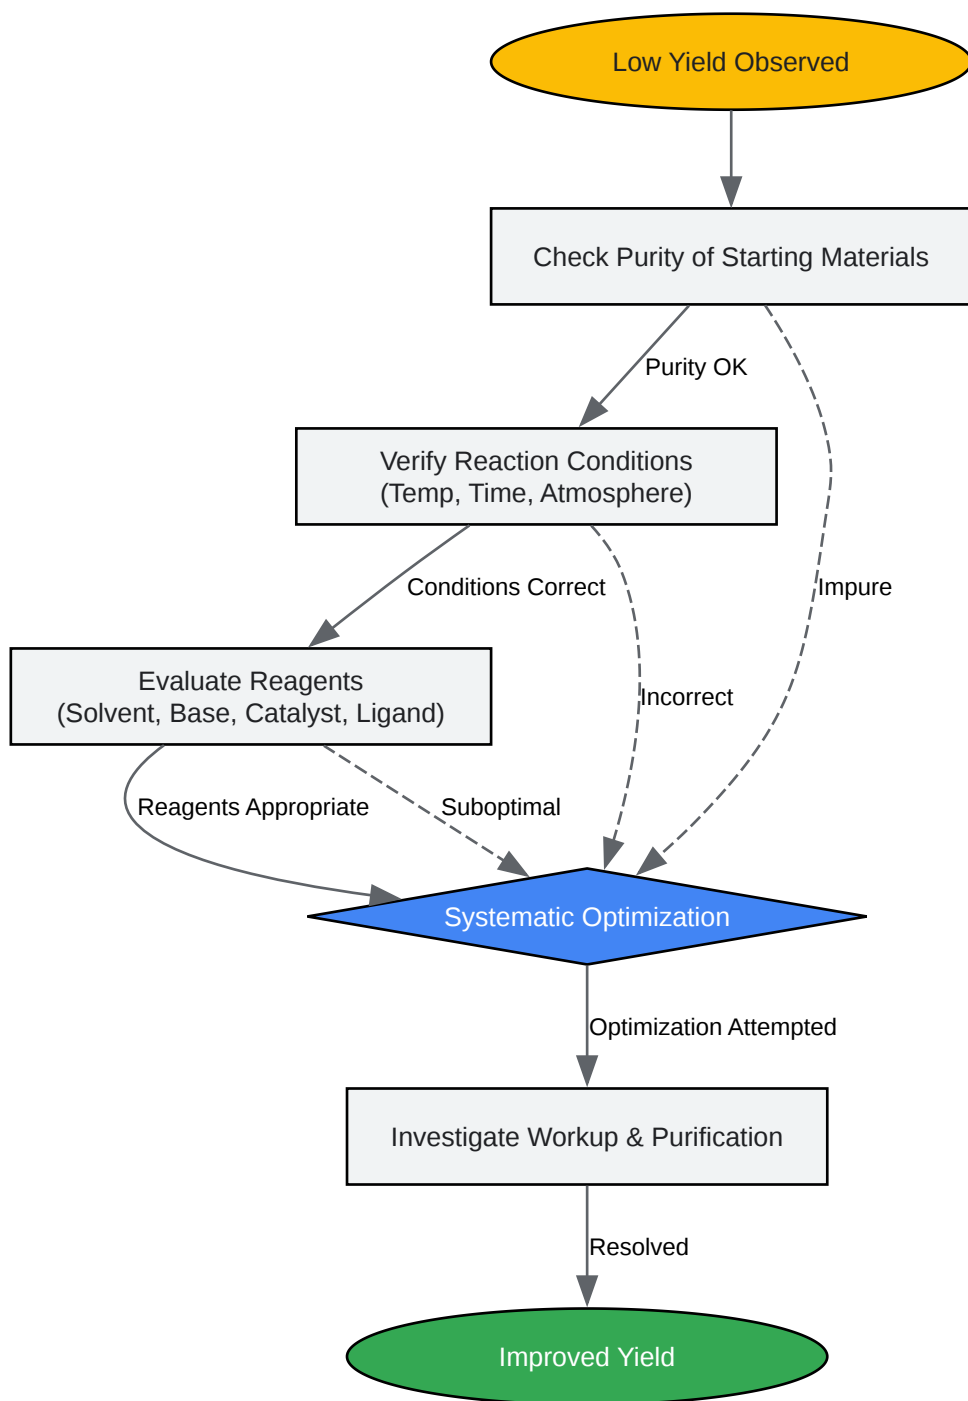 Low Yield Observed
Check Purity of Starting Materials
Purity OK
Verify Reaction Conditions
(Temp, Time, Atmosphere)
Conditions Correct
Impure
Evaluate Reagents
(Solvent, Base, Catalyst, Ligand)
Incorrect
Reagents Appropriate
Suboptimal
Systematic Optimization
Optimization Attempted
Investigate Workup & Purification
Resolved
Improved Yield